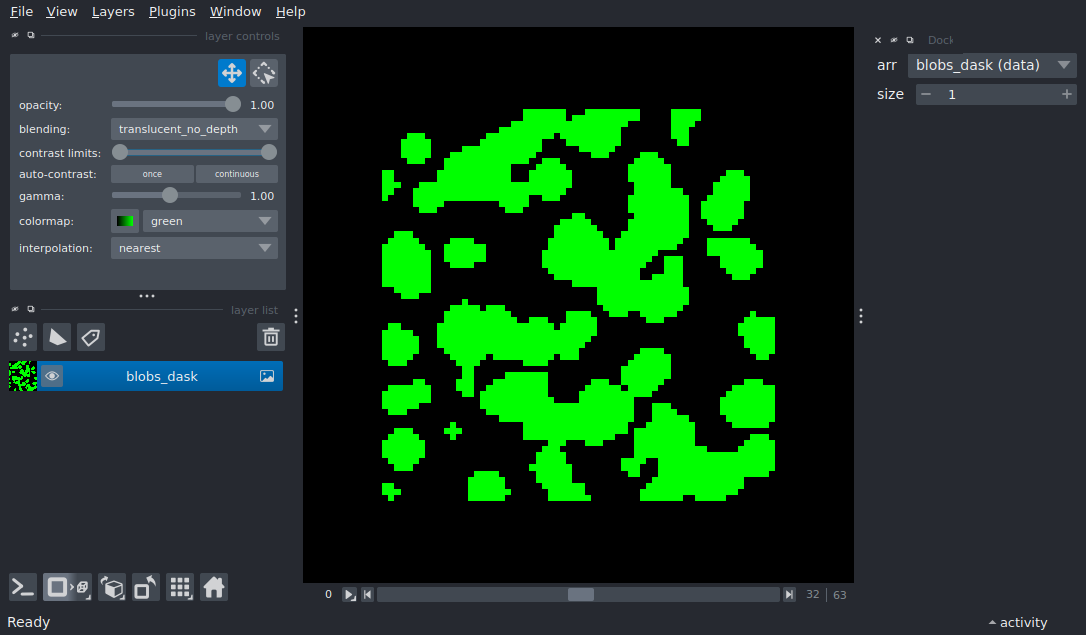 File View Layers Plugins Window Help
layer controls
opacity: 1.00
blending: translucent_no_depth
contrast limits:
auto-contrast: once continuous
gamma: 1.00
colormap: green
interpolation: nearest
layer list
blobs_dask
Dock
arr blobs_dask (data)
size 1
0 32 63
Ready
activity